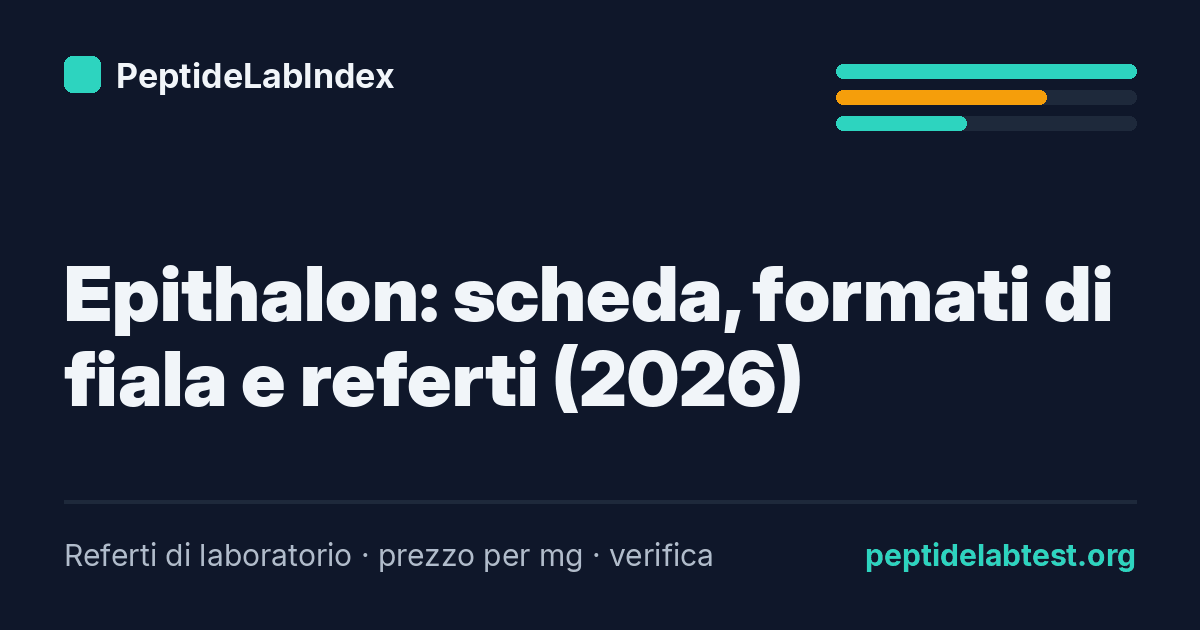 PeptideLabIndex
Epithalon: scheda, formati di
fiala e referti (2026)
Referti di laboratorio · prezzo per mg · verifica
peptidelabtest.org